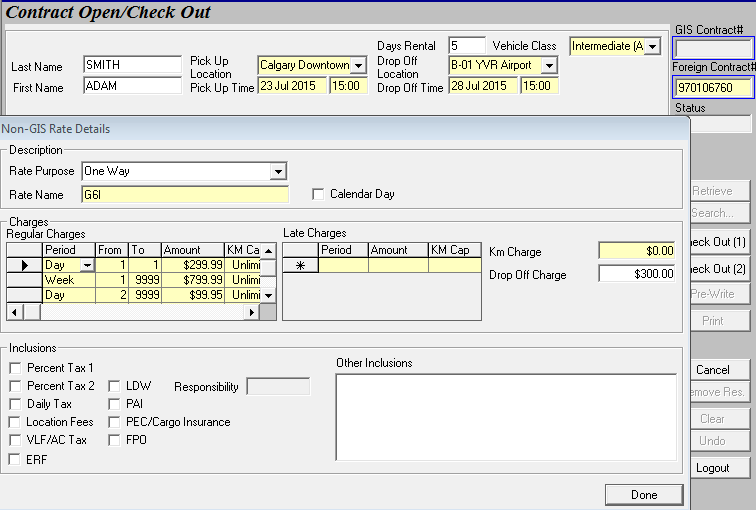 Contract Open/Check Out
GIS Contract#
Days Rental 5 Vehicle Class Intermediate (A
Last Name SMITH Pick Up Location Calgary Downtown Drop Off Location B-01 YVR Airport
Foreign Contract#
First Name ADAM Pick Up Time 23 Jul 2015 15:00 Drop Off Time 28 Jul 2015 15:00
970106760
Status
Non-GIS Rate Details
Description
Rate Purpose One Way
Rate Name G6I Calendar Day
Retrieve
Search...
Charges
Regular Charges
Late Charges
Period From To Amount KM Ca
Day 1 1 $299.99 Unlimi
Week 1 9999 $799.99 Unlimi
Day 2 9999 $99.95 Unlimi
Period Amount KM Cap
Km Charge $0.00
Drop Off Charge $300.00
eck Out (1)
eck Out (2)
Pre-Write
Print
Inclusions
Percent Tax 1
Percent Tax 2 LDW Responsibility
Daily Tax PAI
Location Fees PEC/Cargo Insurance
VLF/AC Tax FPO
ERF
Other Inclusions
Cancel
emove Res.
Clear
Undo
Logout
Done